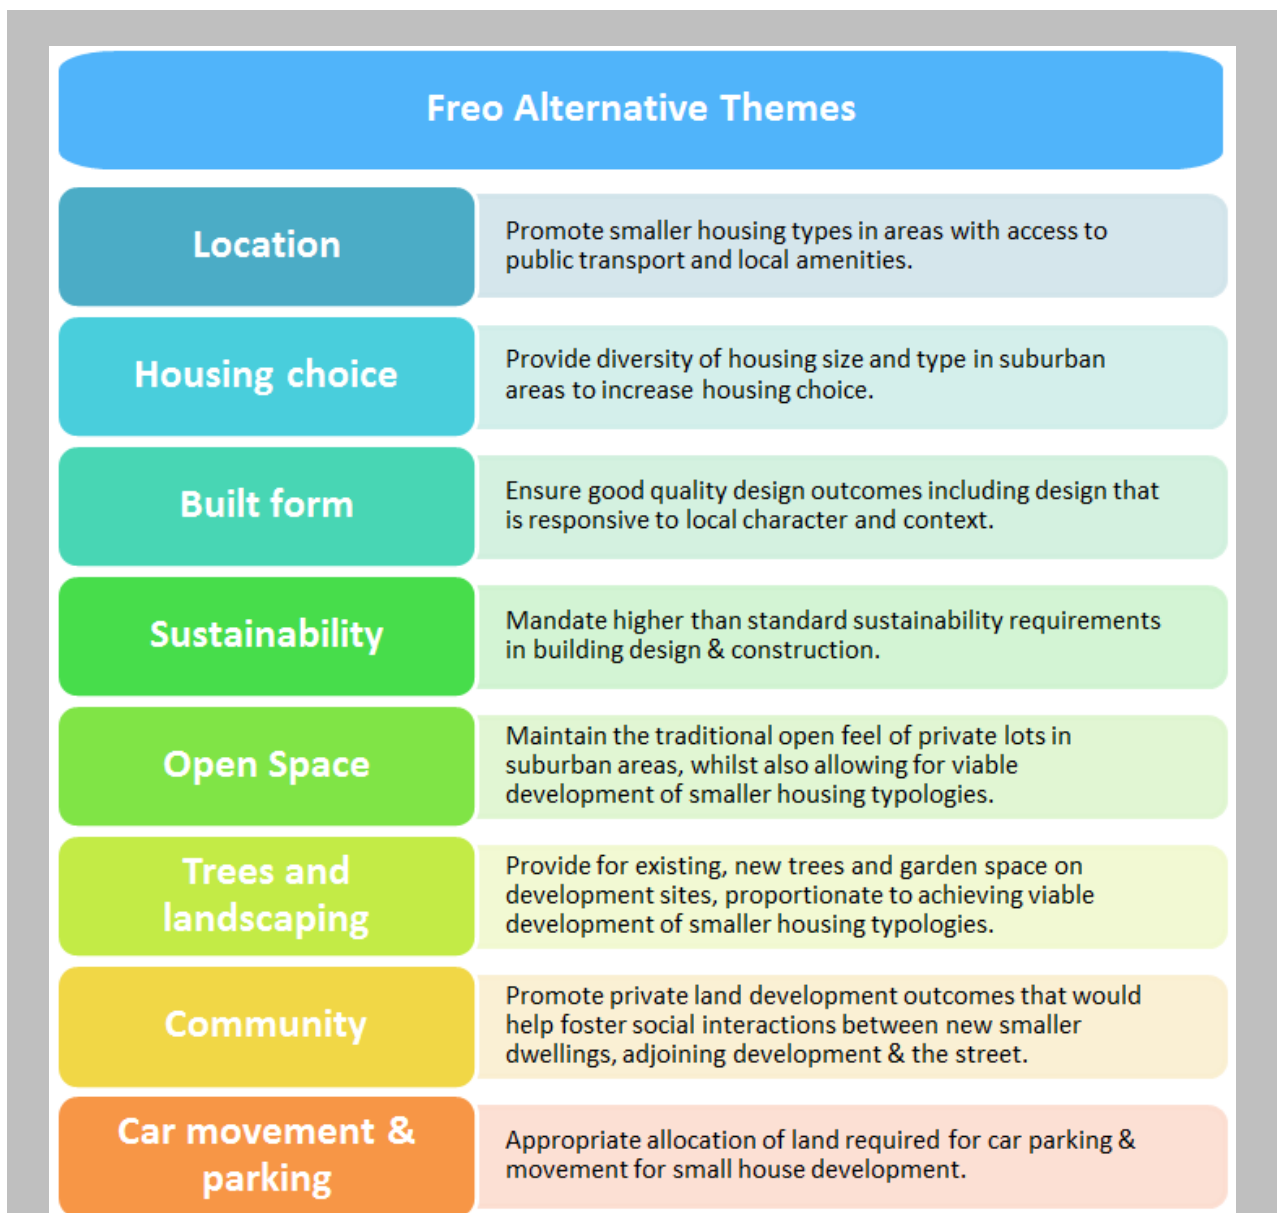 Freo Alternative Themes
Location
Promote smaller housing types in areas with access to
public transport and local amenities.
Housing choice
Provide diversity of housing size and type in suburban
areas to increase housing choice.
Built form
Ensure good quality design outcomes including design that
is responsive to local character and context.
Sustainability
Mandate higher than standard sustainability requirements
in building design & construction.
Open Space
Maintain the traditional open feel of private lots in
suburban areas, whilst also allowing for viable
development of smaller housing typologies.
Trees and
landscaping
Provide for existing, new trees and garden space on
development sites, proportionate to achieving viable
development of smaller housing typologies.
Community
Promote private land development outcomes that would
help foster social interactions between new smaller
dwellings, adjoining development & the street.
Car movement &
parking
Appropriate allocation of land required for car parking &
movement for small house development.